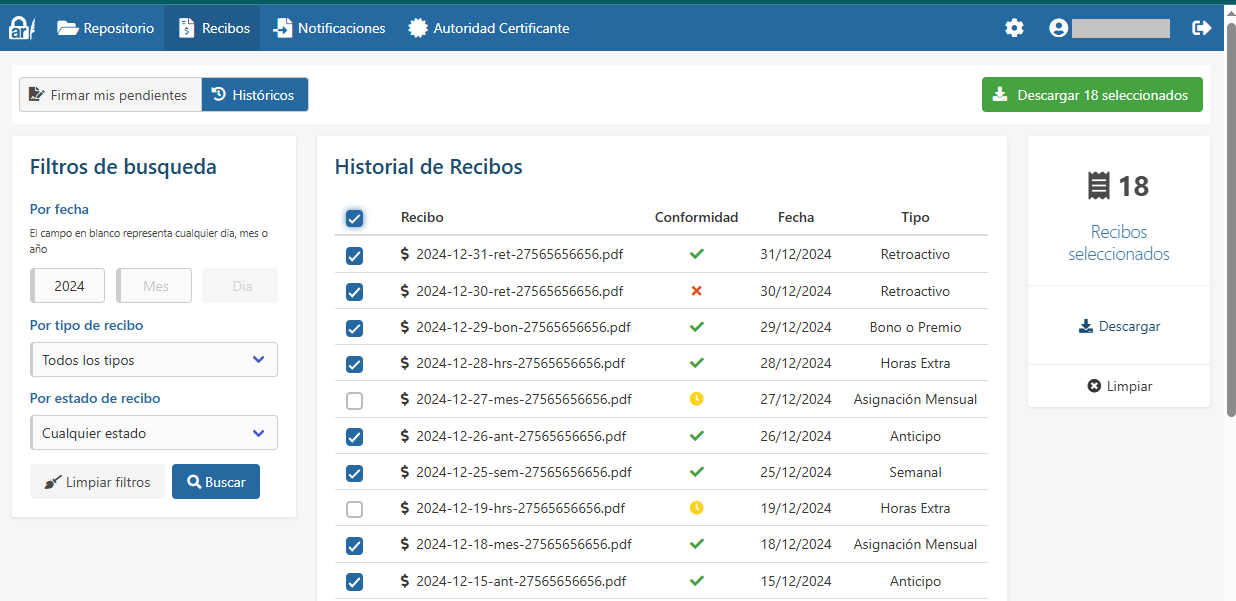 ar Repositorio Recibos Notificaciones Autoridad Certificante
Firmar mis pendientes Históricos Descargar 18 seleccionados
Filtros de busqueda
Por fecha
El campo en blanco representa cualquier dia, mes o
año
2024 Mes Dia
Por tipo de recibo
Todos los tipos
Por estado de recibo
Cualquier estado
Limpiar filtros Buscar
Historial de Recibos
Recibo Conformidad Fecha Tipo
$ 2024-12-31-ret-27565656656.pdf 31/12/2024 Retroactivo
$ 2024-12-30-ret-27565656656.pdf 30/12/2024 Retroactivo
$ 2024-12-29-bon-27565656656.pdf 29/12/2024 Bono o Premio
$ 2024-12-28-hrs-27565656656.pdf 28/12/2024 Horas Extra
$ 2024-12-27-mes-27565656656.pdf 27/12/2024 Asignación Mensual
$ 2024-12-26-ant-27565656656.pdf 26/12/2024 Anticipo
$ 2024-12-25-sem-27565656656.pdf 25/12/2024 Semanal
$ 2024-12-19-hrs-27565656656.pdf 19/12/2024 Horas Extra
$ 2024-12-18-mes-27565656656.pdf 18/12/2024 Asignación Mensual
$ 2024-12-15-ant-27565656656.pdf 15/12/2024 Anticipo
18
Recibos
seleccionados
Descargar
Limpiar